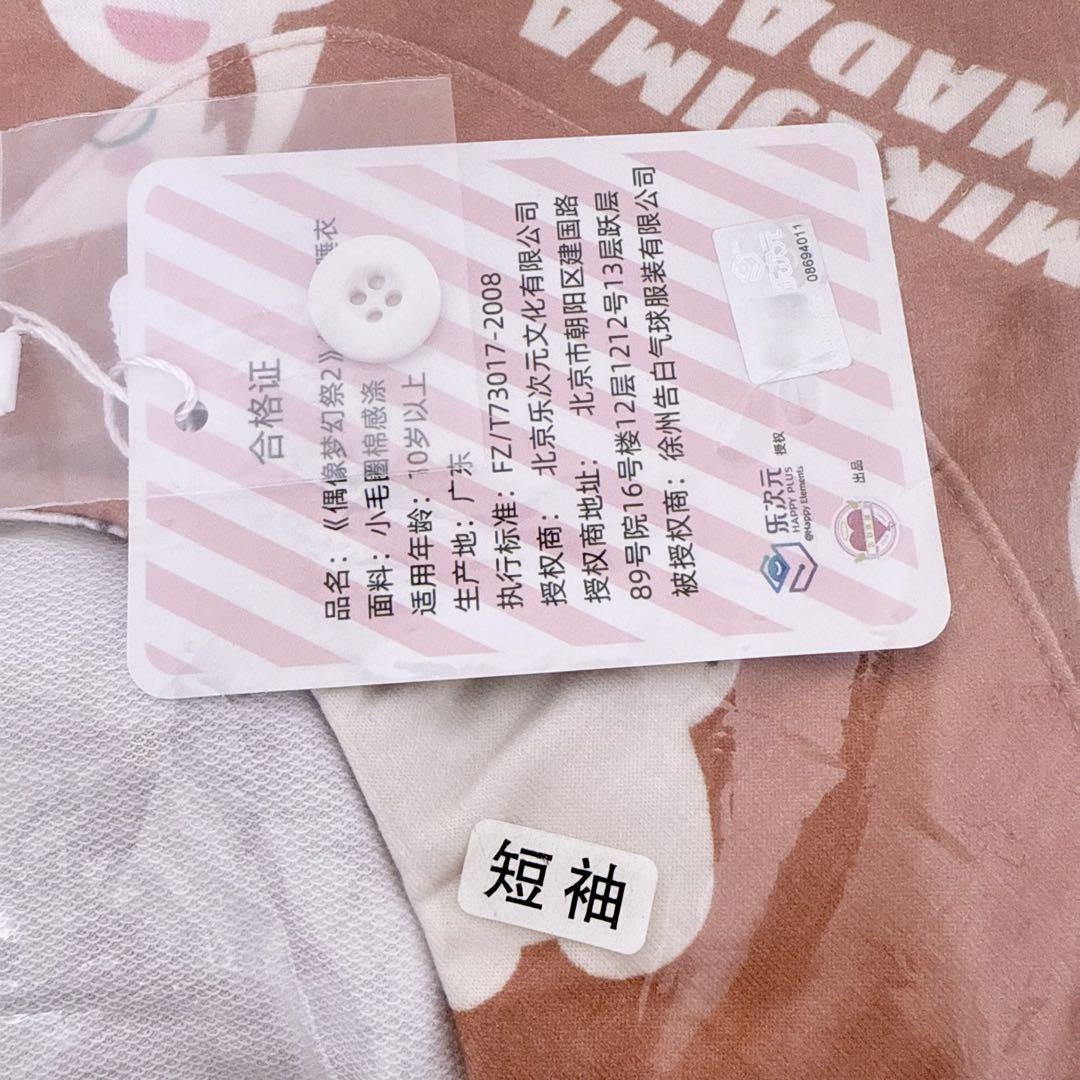 合格证
品名：《偶像梦幻祭2》 睡衣
面料：小毛圈棉感涤
适用年龄：10岁以上
生产地：广东
执行标准：FZ/T73017-2008
授权商：北京乐次元文化有限公司
授权商地址：北京市朝阳区建国路
89号院16号楼12层1212号13层跃层
被授权商：徐州告白气球服装有限公司
乐次元
HAPPY PLUS
@Happy Elements
授权
出品
08694011
短袖
MIKEJIMA
MADA